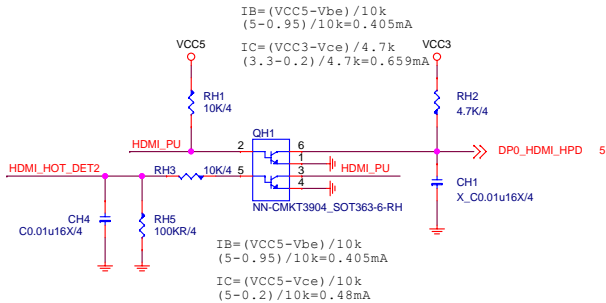 IB=(VCC5-Vbe)/10k
(5-0.95)/10k=0.405mA
IC=(VCC3-Vce)/4.7k
(3.3-0.2)/4.7k=0.659mA
VCC5
VCC3
RH1
10K/4
RH2
4.7K/4
QH1
HDMI_PU
2
6
DP0_HDMI_HPD
5
1
HDMI_HOT_DET2
RH3
10K/4
5
3
HDMI_PU
4
CH1
X_C0.01u16X/4
NN-CMKT3904_SOT363-6-RH
CH4
C0.01u16X/4
RH5
100KR/4
IB=(VCC5-Vbe)/10k
(5-0.95)/10k=0.405mA
IC=(VCC5-Vce)/10k
(5-0.2)/10k=0.48mA